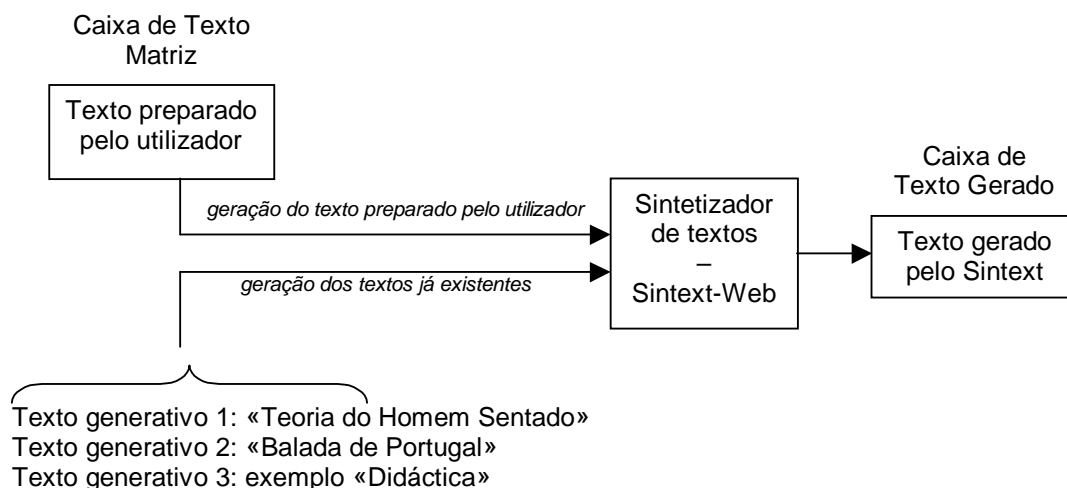 Caixa de Texto
Matriz
Texto preparado
pelo utilizador
geração do texto preparado pelo utilizador
geração dos textos já existentes
Sintetizador
de textos
–
Sintext-Web
Caixa de
Texto Gerado
Texto gerado
pelo Sintext
Texto generativo 1: «Teoria do Homem Sentado»
Texto generativo 2: «Balada de Portugal»
Texto generativo 3: exemplo «Didáctica»